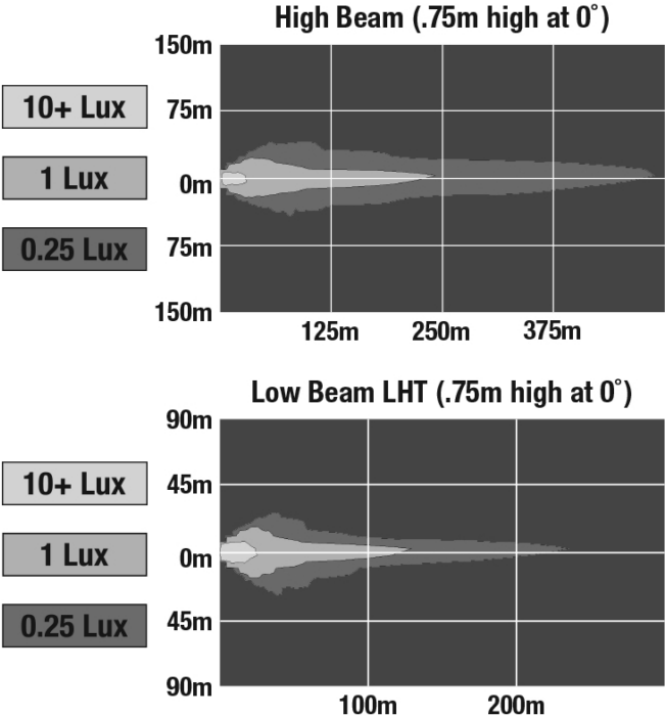 High Beam (.75m high at 0˚)
150m
10+ Lux
75m
1 Lux
0m
0.25 Lux
75m
150m
125m 250m 375m
Low Beam LHT (.75m high at 0˚)
90m
10+ Lux
45m
1 Lux
0m
0.25 Lux
45m
90m
100m 200m